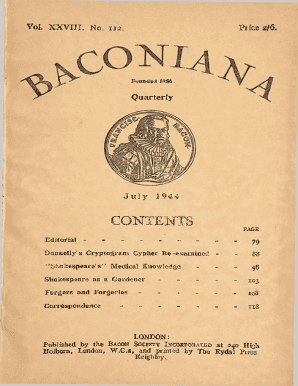 Vol. XXVIII. No. 112. Price 2/6.
BACONIANA
Founded 1886
Quarterly
FRANCISC BACON
July 1944
CONTENTS
PAGE
Editorial - - - - - - - - 79
Donnelly's Cryptogram Cypher Re-examined - - 88
"Shakespeare's" Medical Knowledge - - - 98
Shakespeare as a Gardener - - - - 103
Forgers and Forgeries - - - - - 108
Correspondence - - - - - - 118
LONDON:
Published by the BACON SOCIETY INCORPORATED at 240 High
Holborn, London, W.C.1, and printed by The Rydal Press
Keighley.